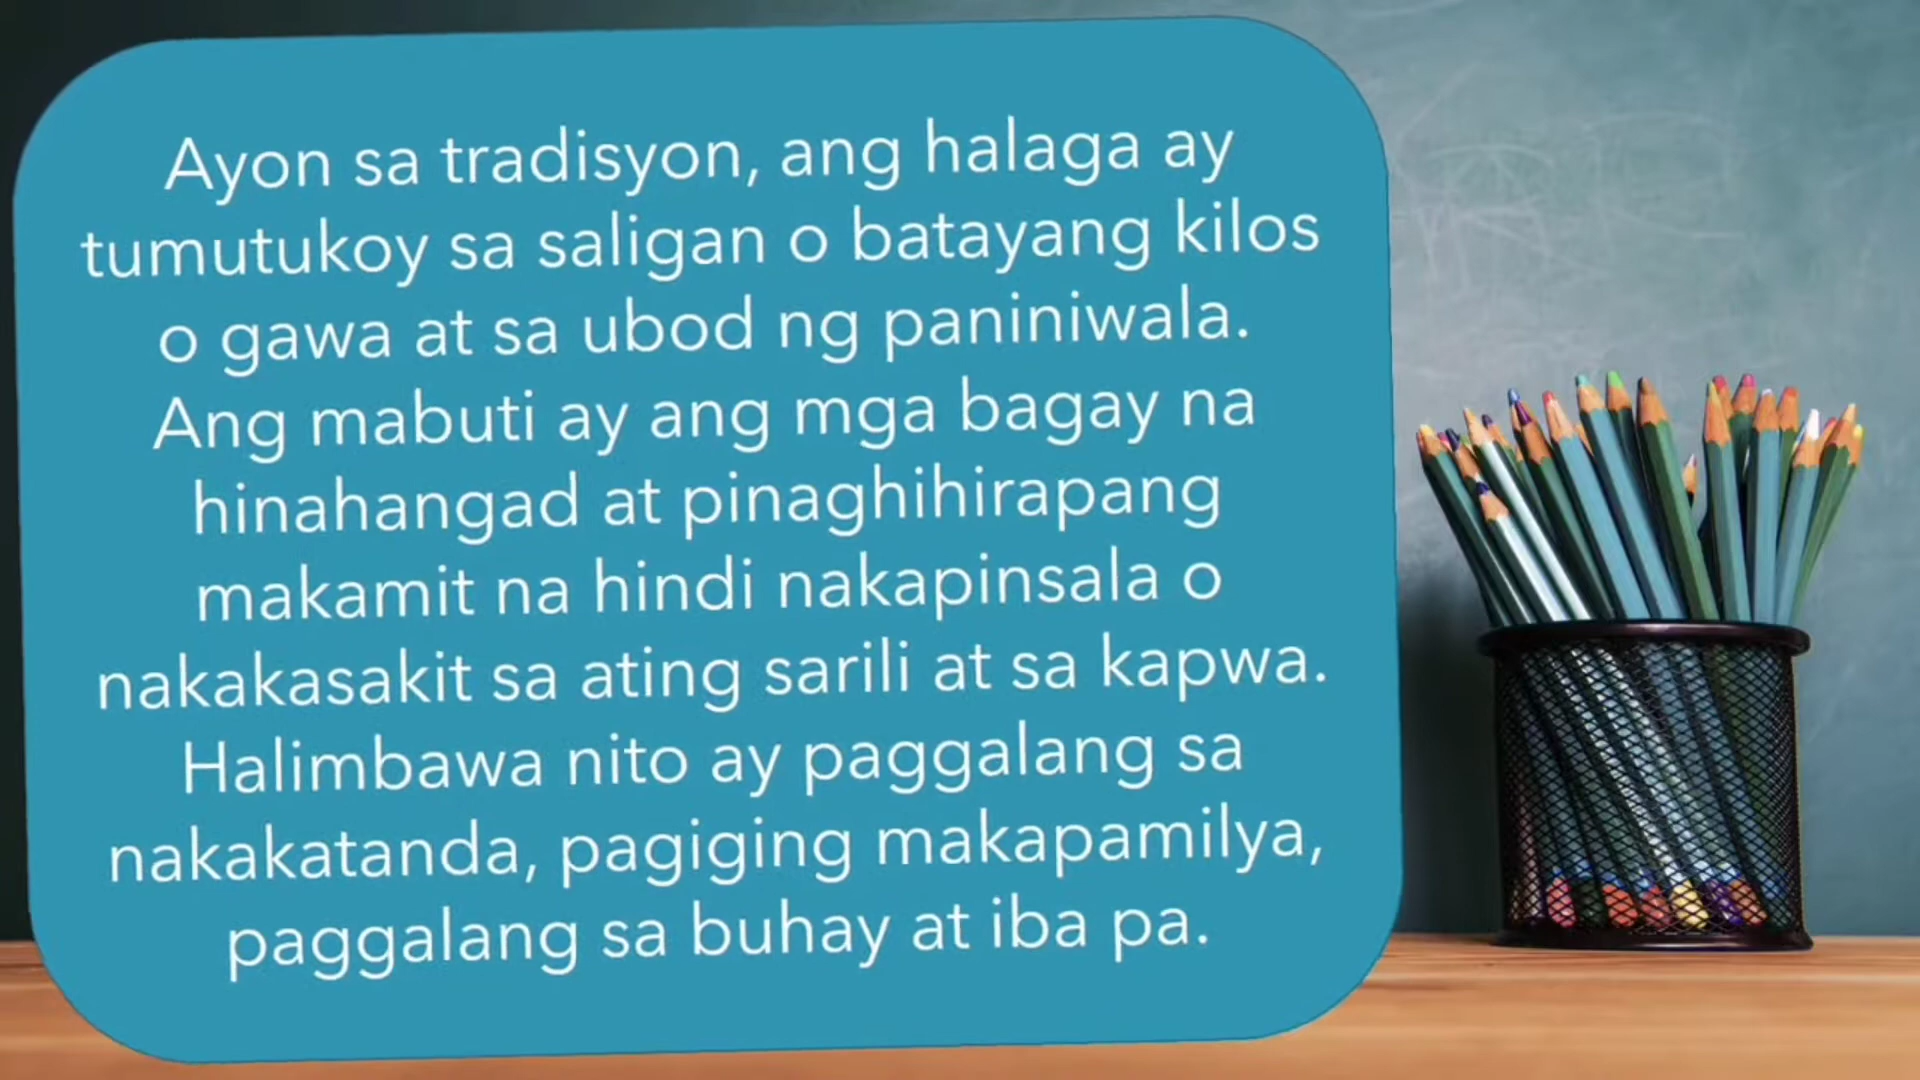 Ayon sa tradisyon, ang halaga ay
tumutukoy sa saligan o batayang kilos
o gawa at sa ubod ng paniniwala.
Ang mabuti ay ang mga bagay na
hinahangad at pinaghihirapang
makamit na hindi nakapinsala o
nakakasakit sa ating sarili at sa kapwa.
Halimbawa nito ay paggalang sa
nakakatanda, pagiging makapamilya,
paggalang sa buhay at iba pa.